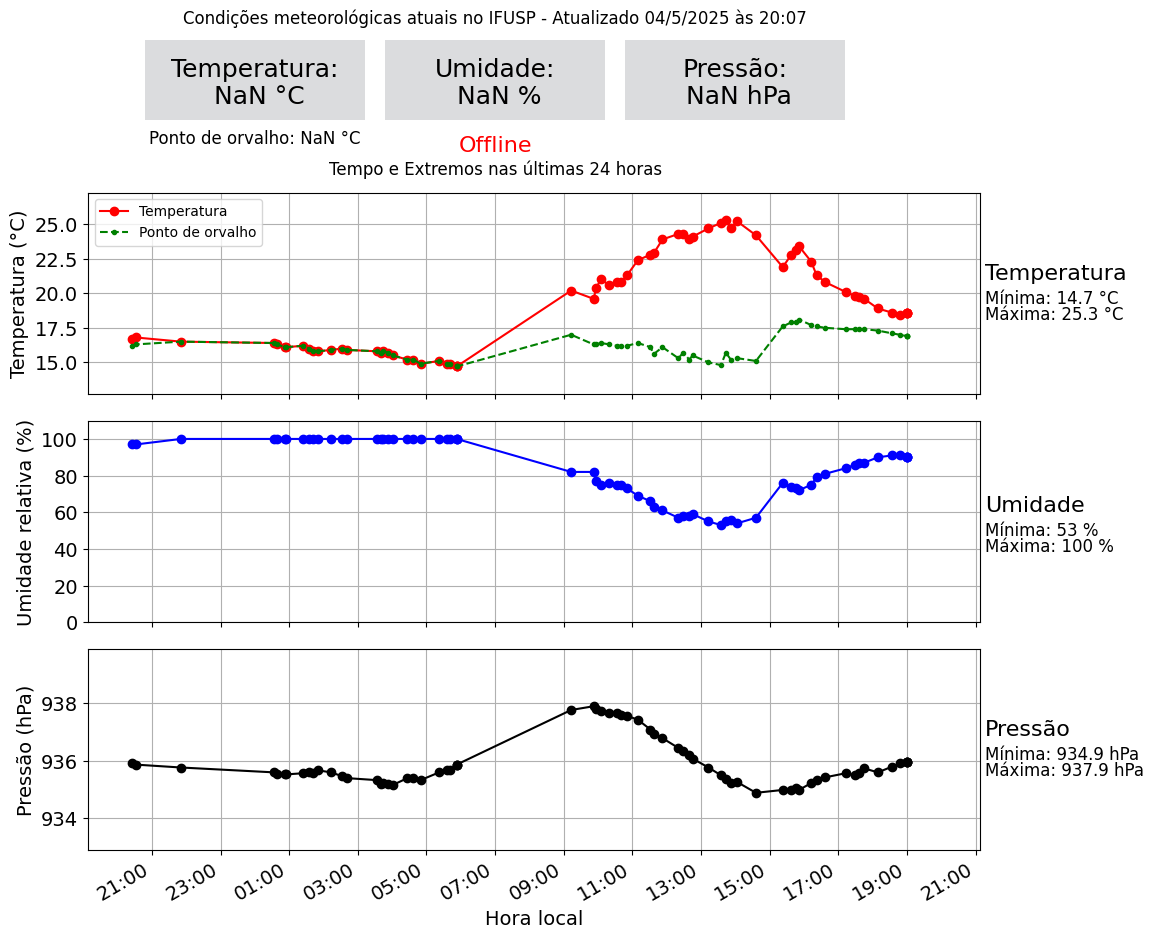 Condições meteorológicas atuais no IFUSP - Atualizado 04/5/2025 às 20:07
Temperatura:
NaN °C
Umidade:
NaN %
Pressão:
NaN hPa
Ponto de orvalho: NaN °C
Offline
Tempo e Extremos nas últimas 24 horas
Temperatura (°C)
25.0
22.5
20.0
17.5
15.0
Temperatura
Ponto de orvalho
Temperatura
Mínima: 14.7 °C
Máxima: 25.3 °C
Umidade relativa (%)
100
80
60
40
20
0
Umidade
Mínima: 53 %
Máxima: 100 %
Pressão (hPa)
938
936
934
Pressão
Mínima: 934.9 hPa
Máxima: 937.9 hPa
21:00
23:00
01:00
03:00
05:00
07:00
09:00
11:00
13:00
15:00
17:00
19:00
21:00
Hora local